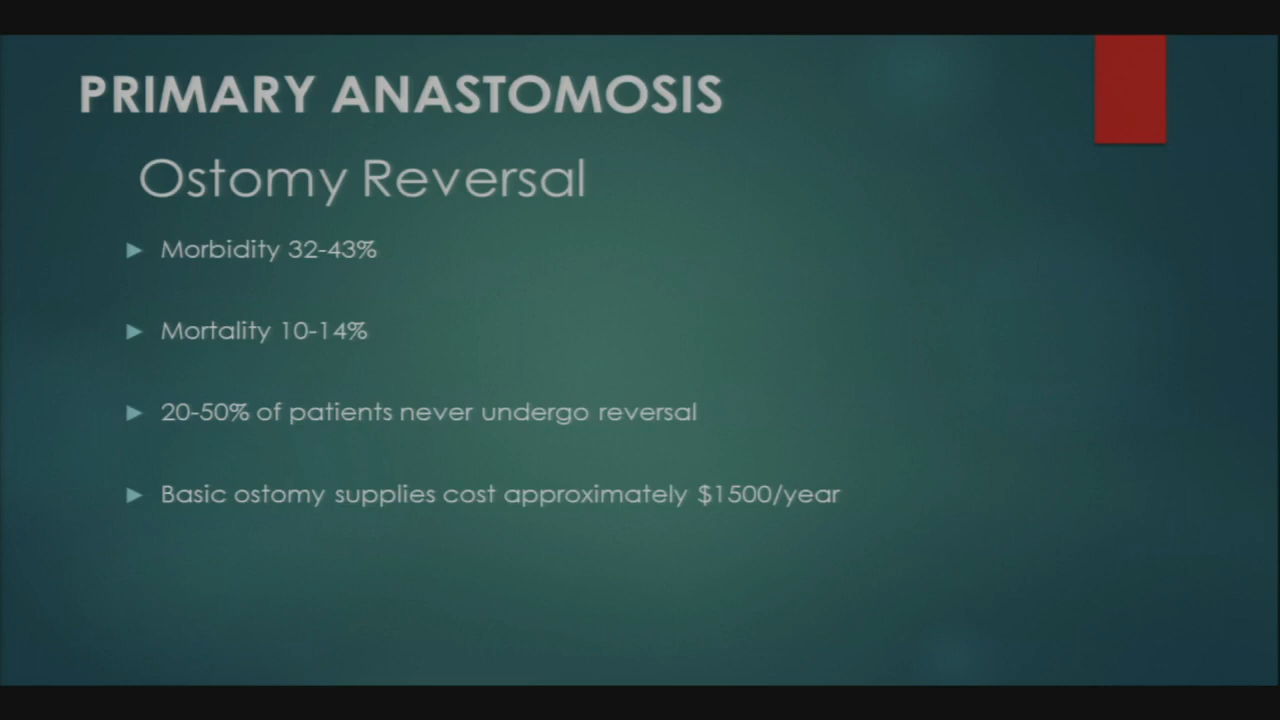 PRIMARY ANASTOMOSIS
Ostomy Reversal
Morbidity 32-43%
Mortality 10-14%
20-50% of patients never undergo reversal
Basic ostomy supplies cost approximately $1500/year